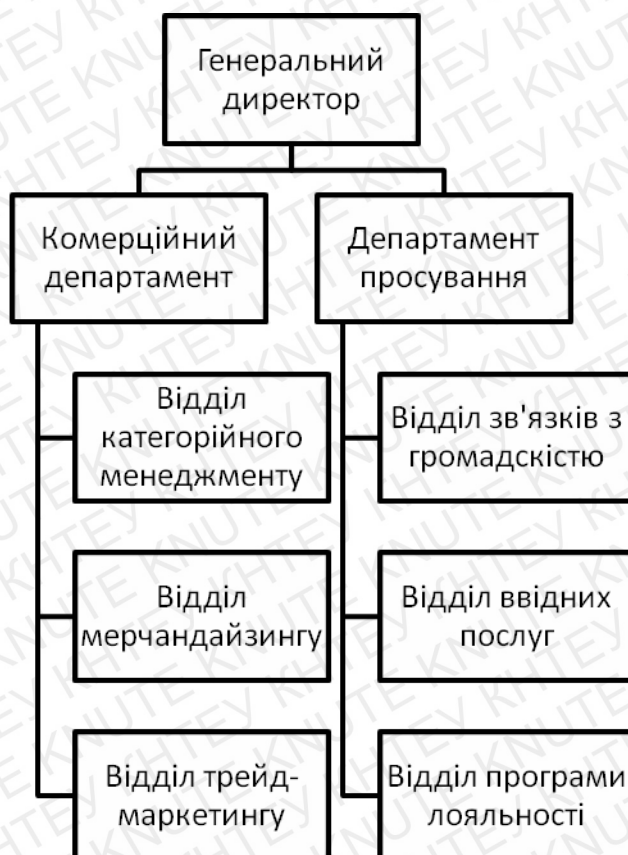 Генеральний
директор
Комерційний
департамент
Департамент
просування
Відділ
категорійного
менеджменту
Відділ зв'язків з
громадскістю
Відділ
мерчандайзингу
Відділ ввідних
послуг
Відділ трейд-
маркетингу
Відділ програми
лояльності